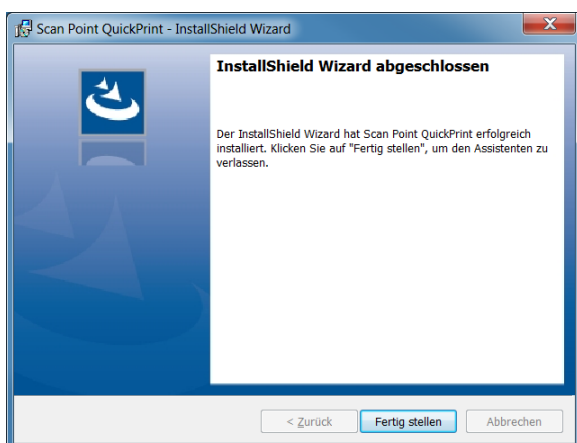 Scan Point QuickPrint - InstallShield Wizard
InstallShield Wizard abgeschlossen
Der InstallShield Wizard hat Scan Point QuickPrint erfolgreich
installiert. Klicken Sie auf "Fertig stellen", um den Assistenten zu
verlassen.
< Zurück
Fertig stellen
Abbrechen